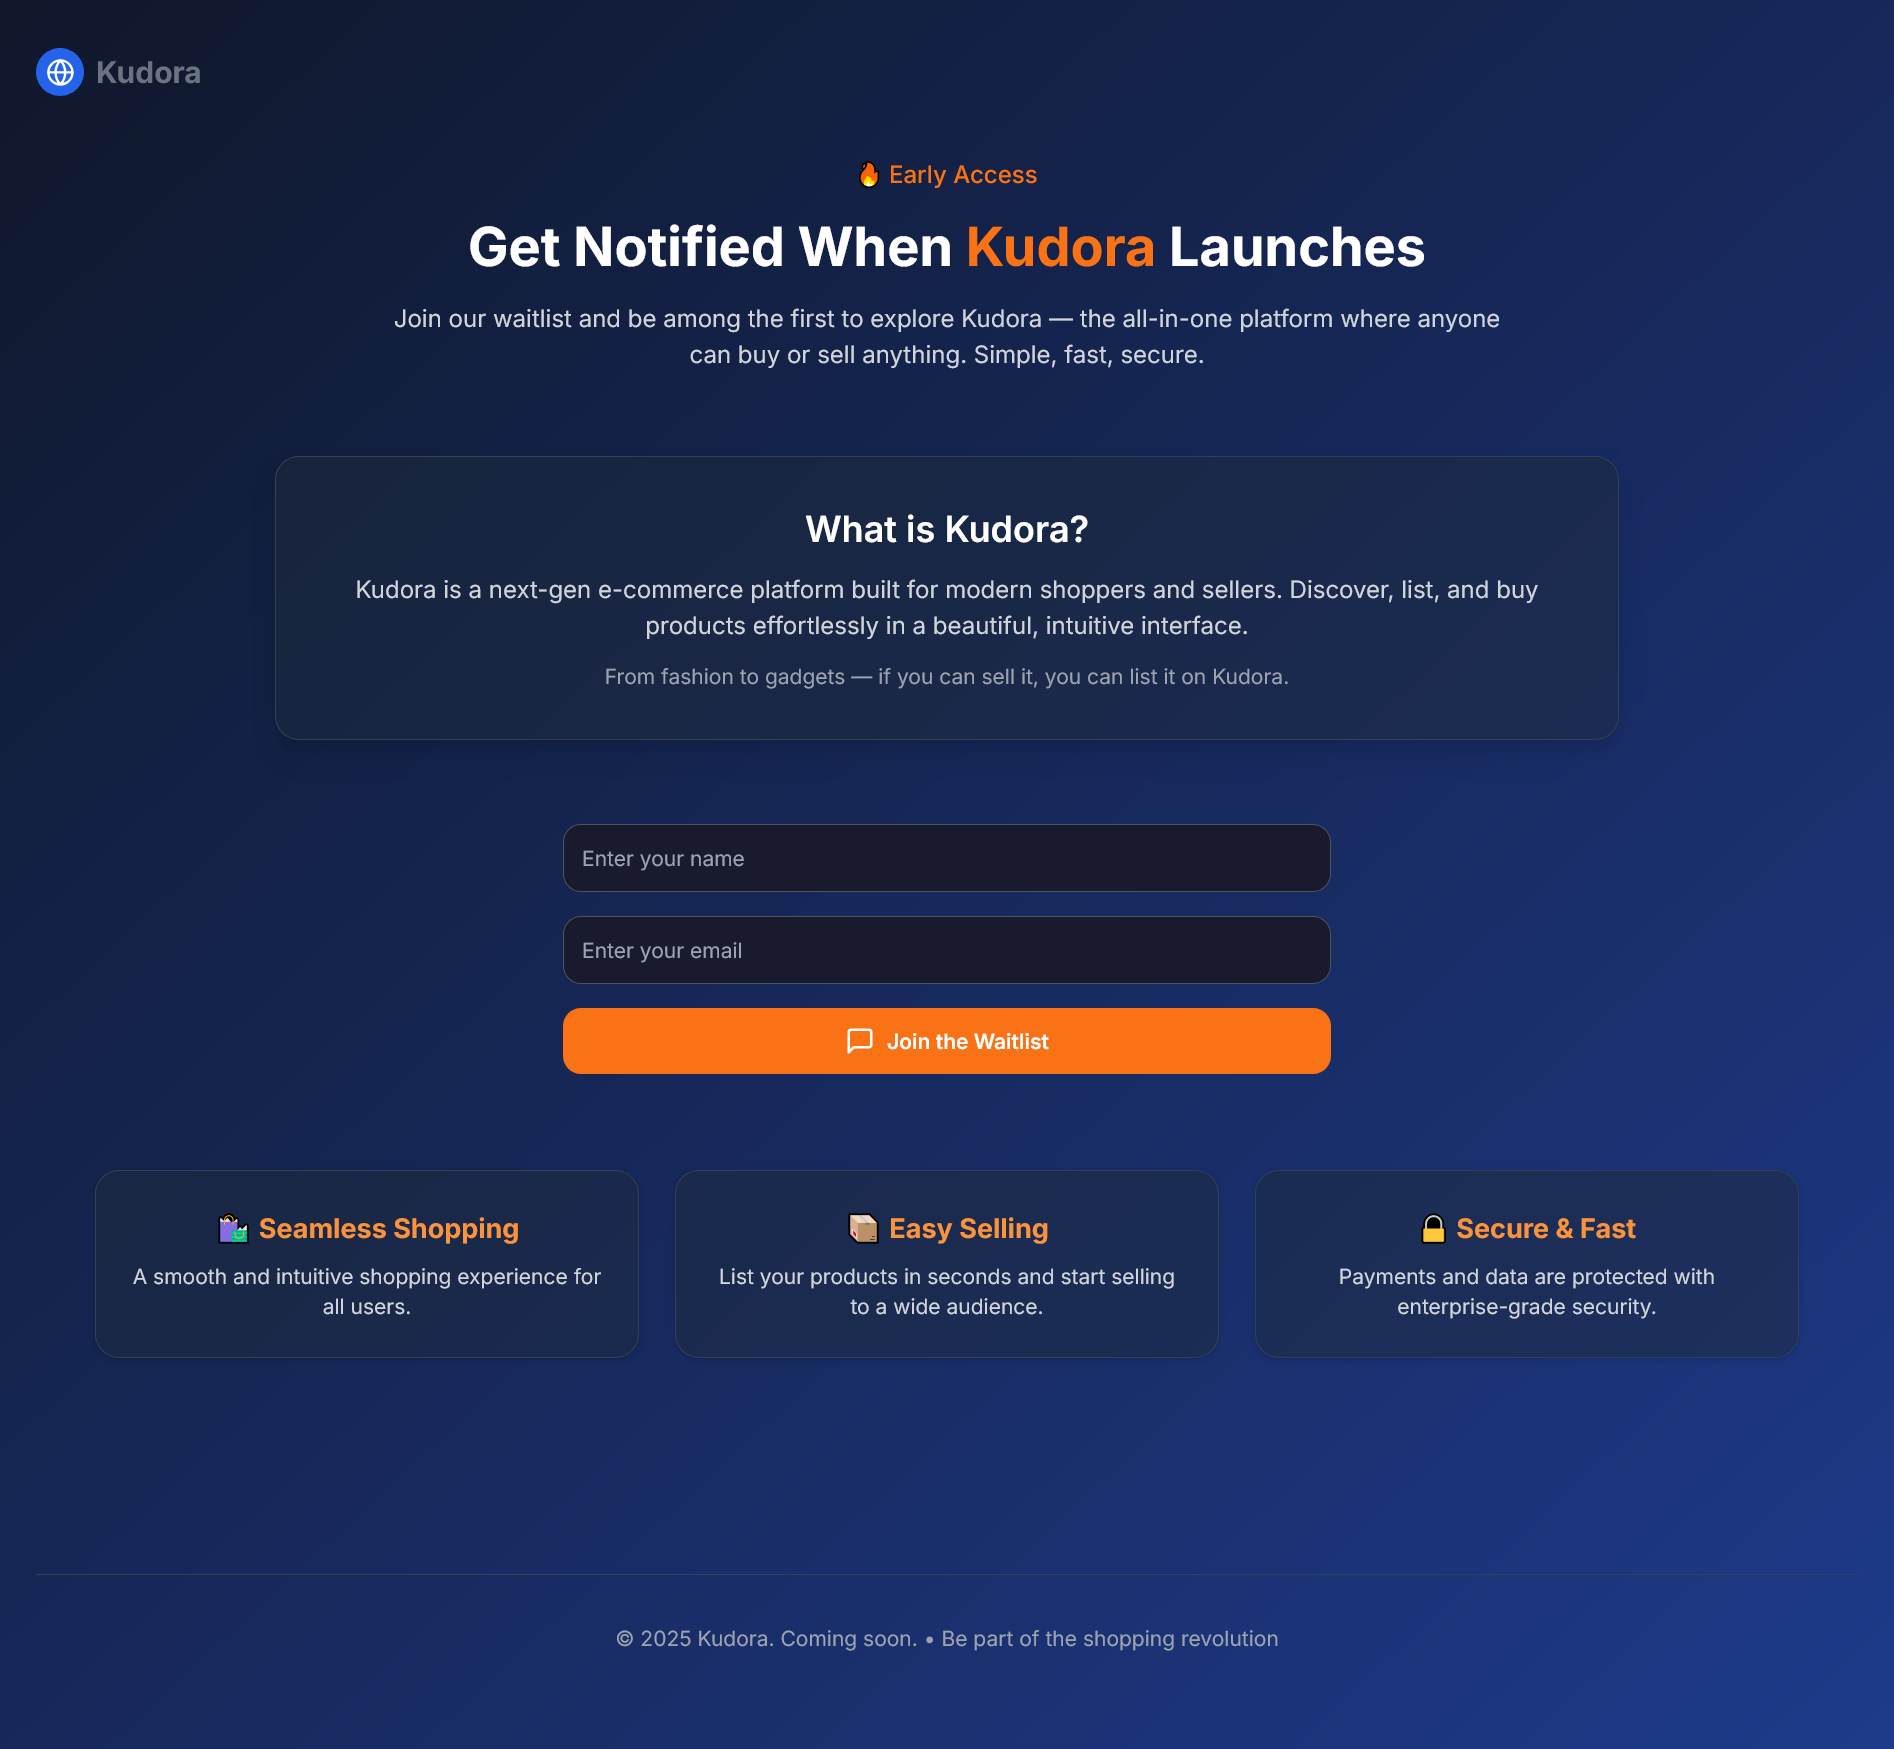 Kudora
🔥 Early Access
Get Notified When Kudora Launches
Join our waitlist and be among the first to explore Kudora — the all-in-one platform where anyone
can buy or sell anything. Simple, fast, secure.
What is Kudora?
Kudora is a next-gen e-commerce platform built for modern shoppers and sellers. Discover, list, and buy
products effortlessly in a beautiful, intuitive interface.
From fashion to gadgets — if you can sell it, you can list it on Kudora.
Enter your name
Enter your email
Join the Waitlist
🛍️ Seamless Shopping
A smooth and intuitive shopping experience for
all users.
📦 Easy Selling
List your products in seconds and start selling
to a wide audience.
🔒 Secure & Fast
Payments and data are protected with
enterprise-grade security.
© 2025 Kudora. Coming soon. • Be part of the shopping revolution